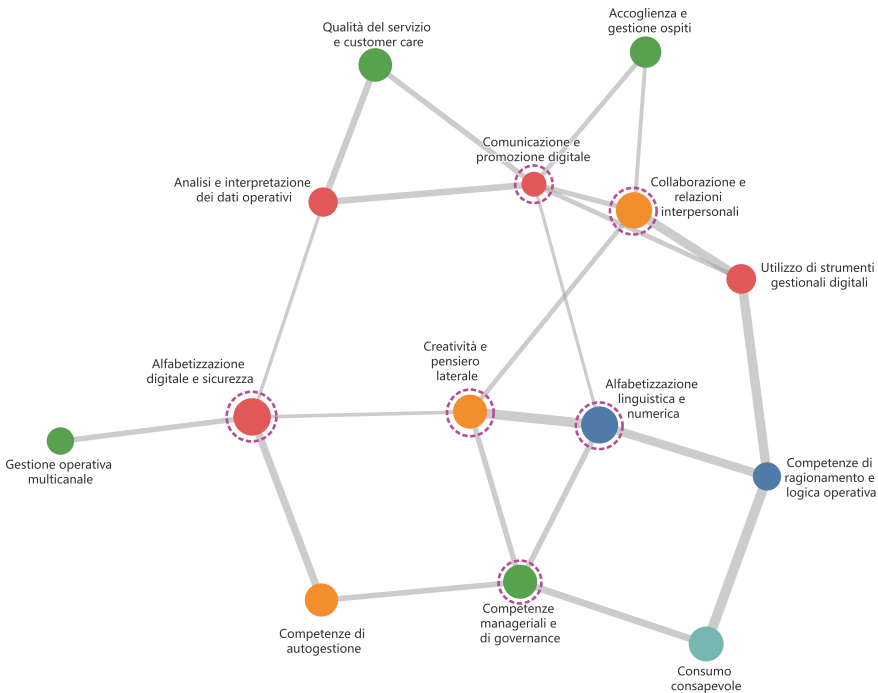 Accoglienza e
gestione ospiti
Qualità del servizio
e customer care
Comunicazione e
promozione digitale
Analisi e interpretazione
dei dati operativi
Collaborazione e
relazioni
interpersonali
Utilizzo di strumenti
gestionali digitali
Creatività e
pensiero
laterale
Alfabetizzazione
digitale e sicurezza
Alfabetizzazione
linguistica e
numerica
Gestione operativa
multicanale
Competenze di
ragionamento e
logica operativa
Competenze
manageriali e
di governance
Competenze di
autogestione
Consumo
consapevole